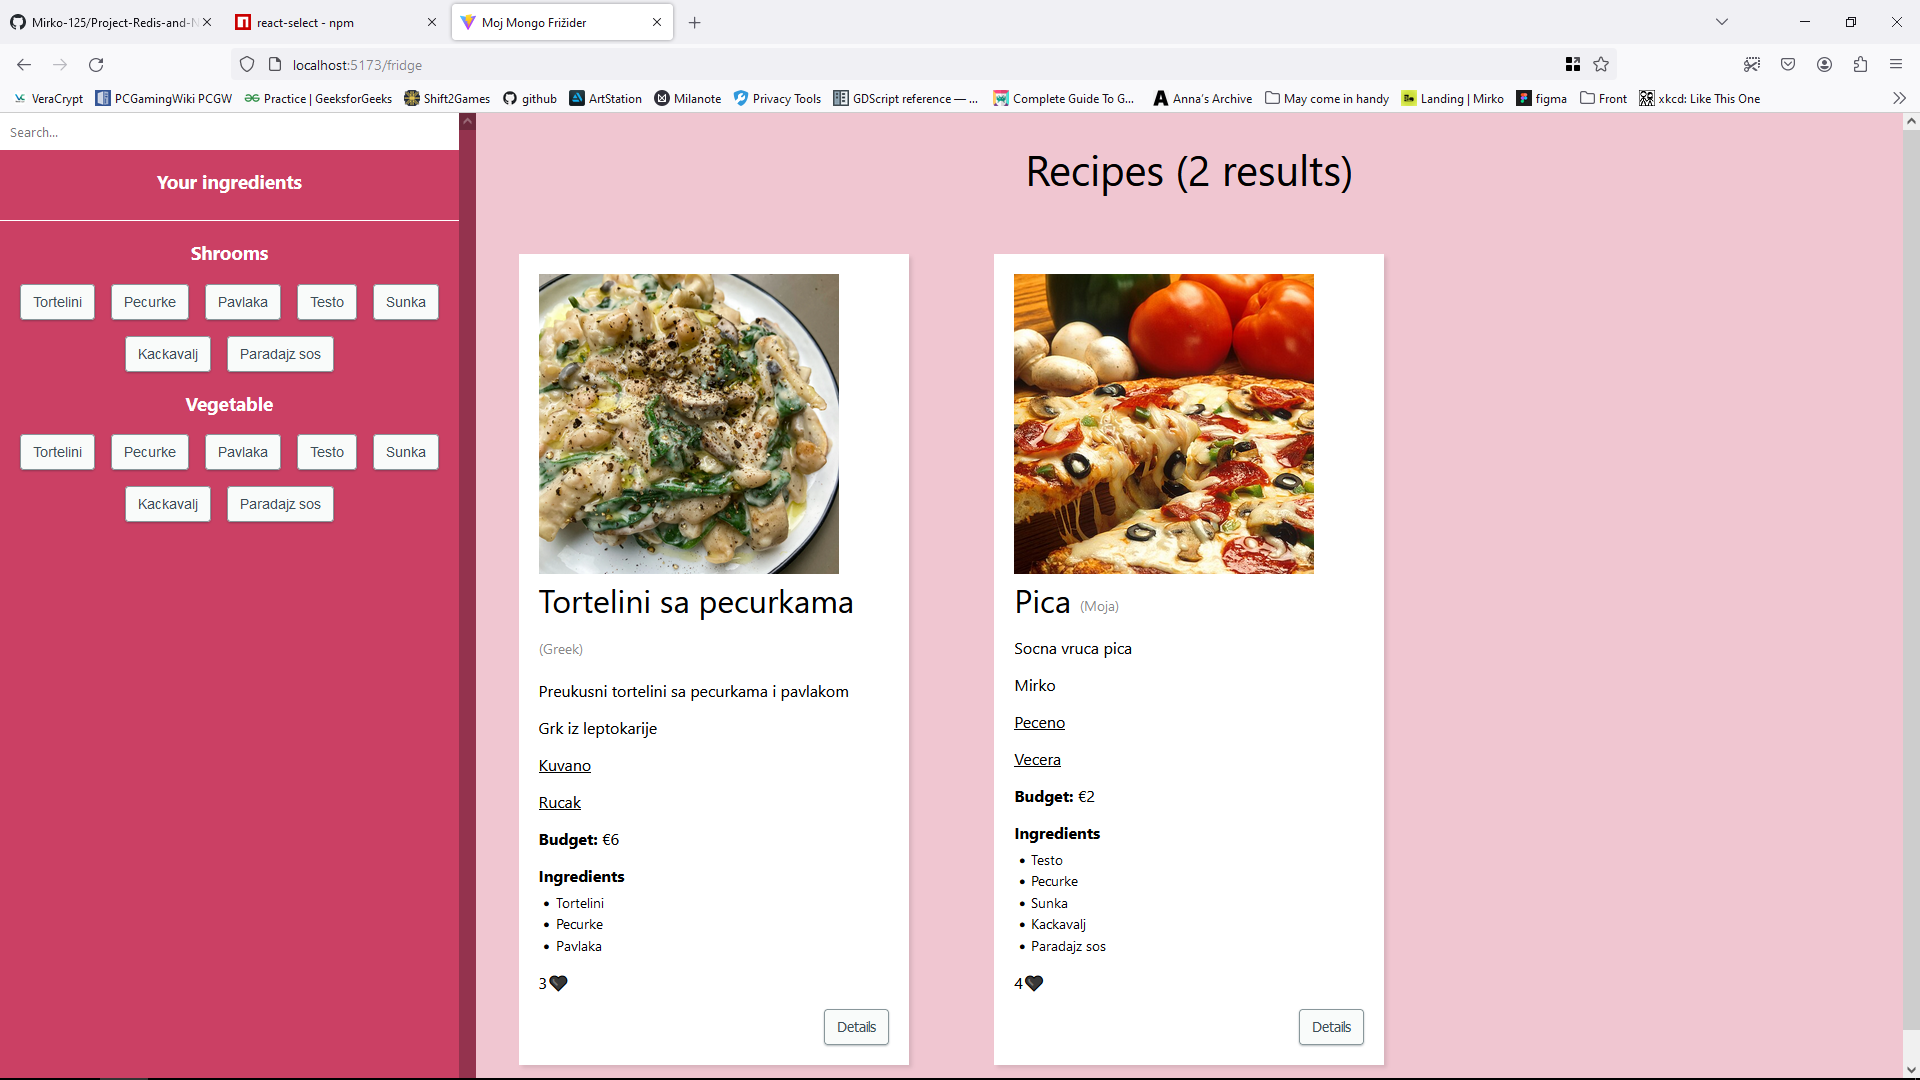 Mirko-125/Project-Redis-and-N
react-select - npm
Moj Mongo Frižider
localhost:5173/fridge
VeraCrypt
PCGamingWiki PCGW
Practice | GeeksforGeeks
Shift2Games
github
ArtStation
Milanote
Privacy Tools
GDScript reference — ...
Complete Guide To G...
Anna's Archive
May come in handy
Landing | Mirko
figma
Front
xkcd: Like This One
Search...
Your ingredients
Shrooms
Tortelini Pecurke Pavlaka Testo Sunka
Kackavalj Paradajz sos
Vegetable
Tortelini Pecurke Pavlaka Testo Sunka
Kackavalj Paradajz sos
Recipes (2 results)
Tortelini sa pecurkama
(Greek)
Preukusni tortelini sa pecurkama i pavlakom
Grk iz leptokarije
Kuvano
Rucak
Budget: €6
Ingredients
• Tortelini
• Pecurke
• Pavlaka
3🖤
Details
Pica (Moja)
Socna vruca pica
Mirko
Peceno
Vecera
Budget: €2
Ingredients
• Testo
• Pecurke
• Sunka
• Kackavalj
• Paradajz sos
4🖤
Details